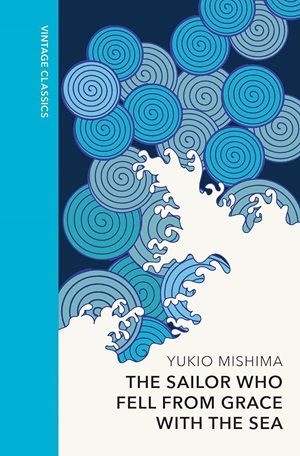 VINTAGE CLASSICS
YUKIO MISHIMA
THE SAILOR WHO
FELL FROM GRACE
WITH THE SEA